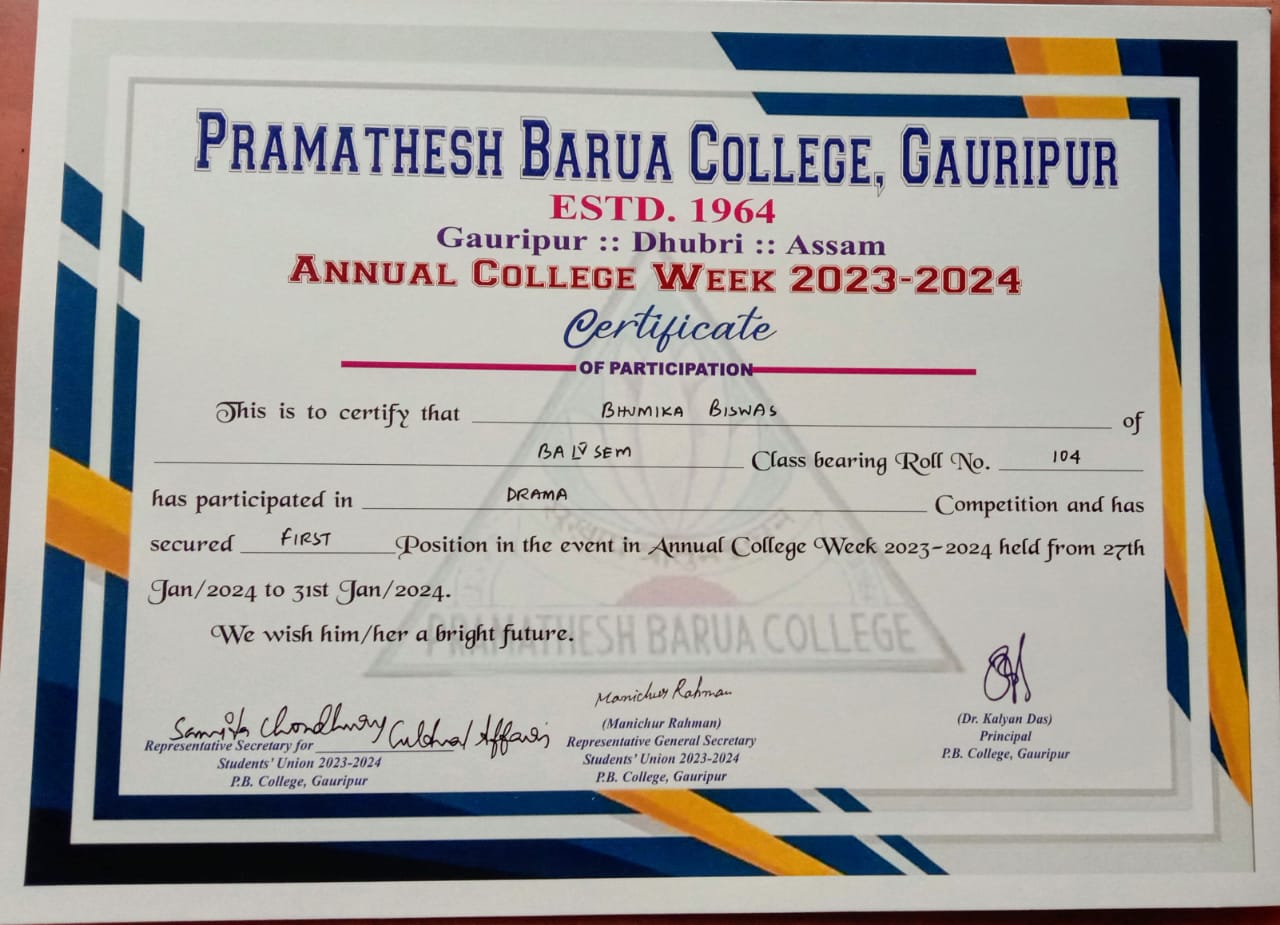 PRAMATHESH BARUA COLLEGE, GAURIPUR
ESTD. 1964
Gauripur :: Dhubri :: Assam
ANNUAL COLLEGE WEEK 2023-2024
Certificate
OF PARTICIPATION
This is to certify that BHUMIKA BISWAS of
BA IV SEM Class bearing Roll No. 104
has participated in DRAMA Competition and has
secured FIRST Position in the event in Annual College Week 2023-2024 held from 27th
Jan/2024 to 31st Jan/2024.
We wish him/her a bright future.
PRAMATHESH BARUA COLLEGE
Choudhury Cultural Affairs
Representative Secretary for
Students' Union 2023-2024
P.B. College, Gauripur
Manichur Rahman
(Manichur Rahman)
Representative General Secretary
Students' Union 2023-2024
P.B. College, Gauripur
(Dr. Kalyan Das)
Principal
P.B. College, Gauripur